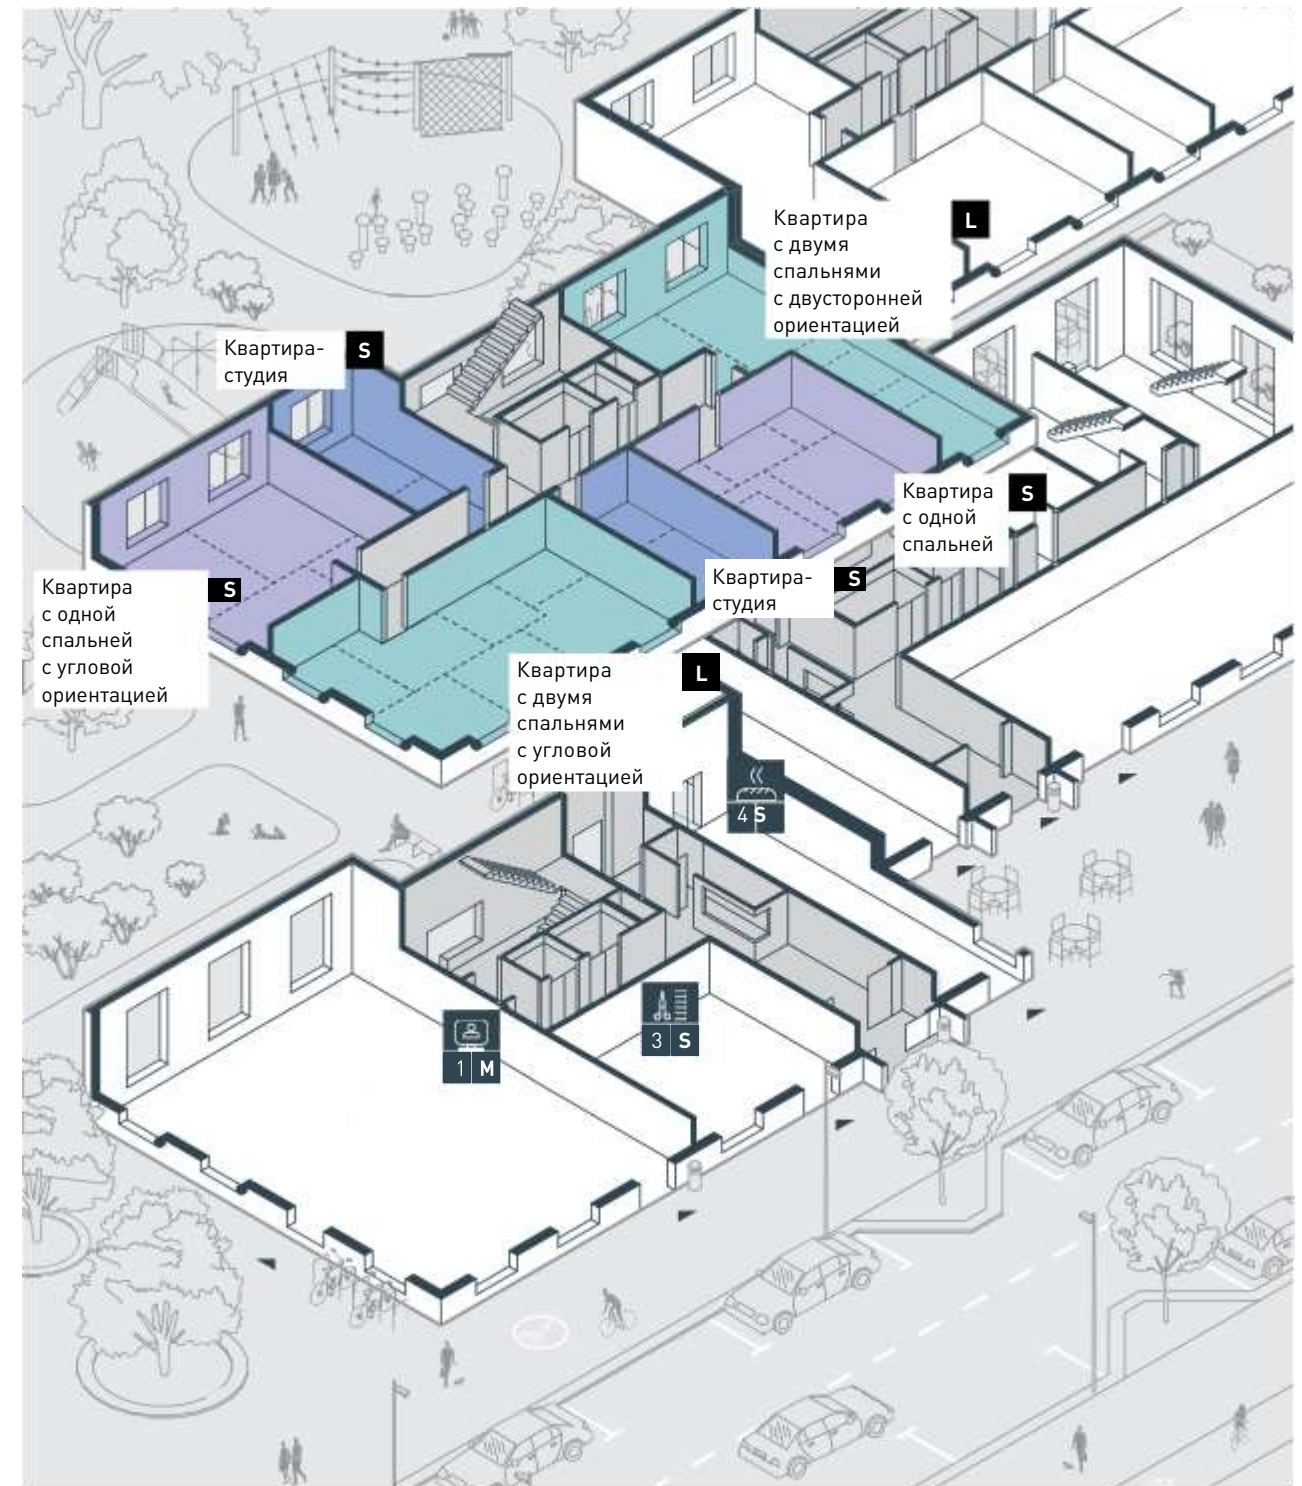 Квартира
с двумя
спальнями
с двусторонней
ориентацией
L
Квартира-
студия
S
Квартира
с одной
спальней
S
Квартира
с одной
спальней
с угловой
ориентацией
S
Квартира-
студия
S
Квартира
с двумя
спальнями
с угловой
ориентацией
L
4 S
3 S
1 M